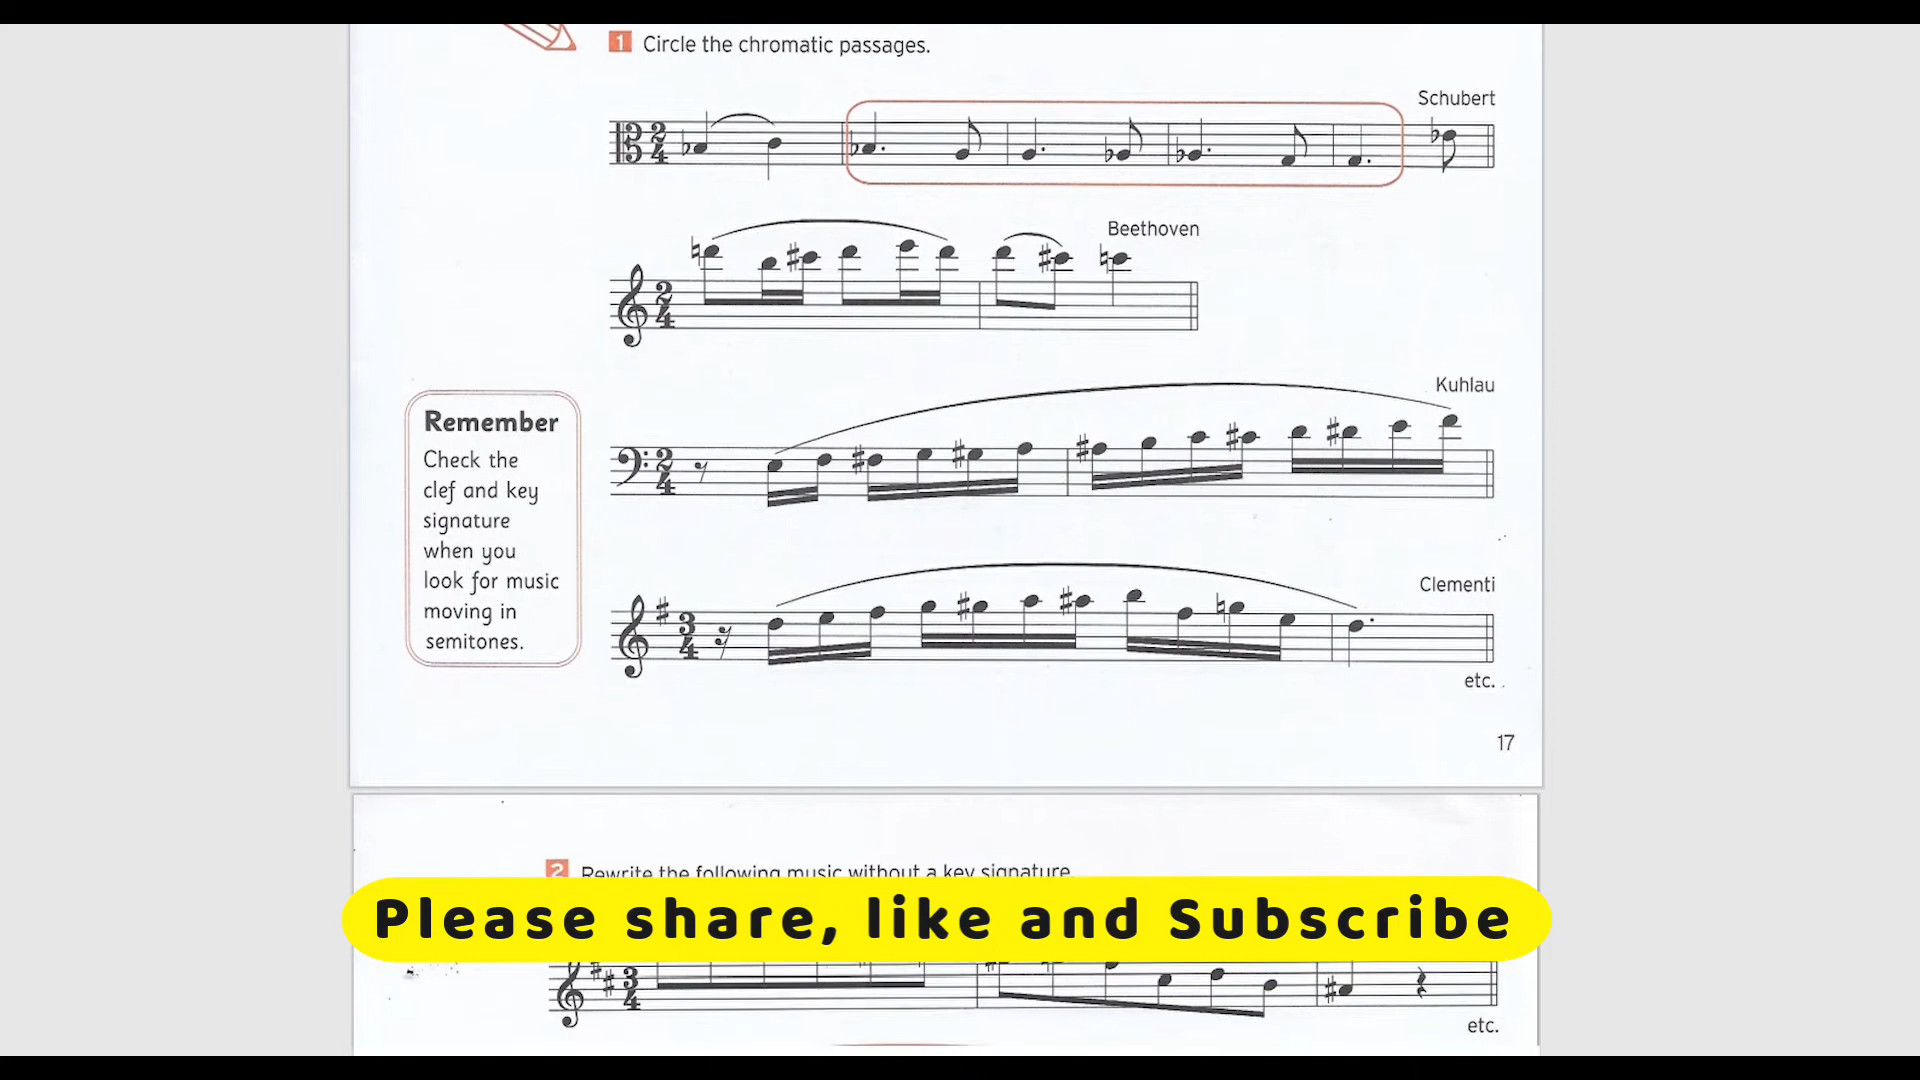 1 Circle the chromatic passages.
Schubert
Beethoven
Kuhlau
Remember
Check the
clef and key
signature
when you
look for music
moving in
semitones.
Clementi
etc.
17
2 Rewrite the following music without a key signature.
Please share, like and Subscribe
etc.